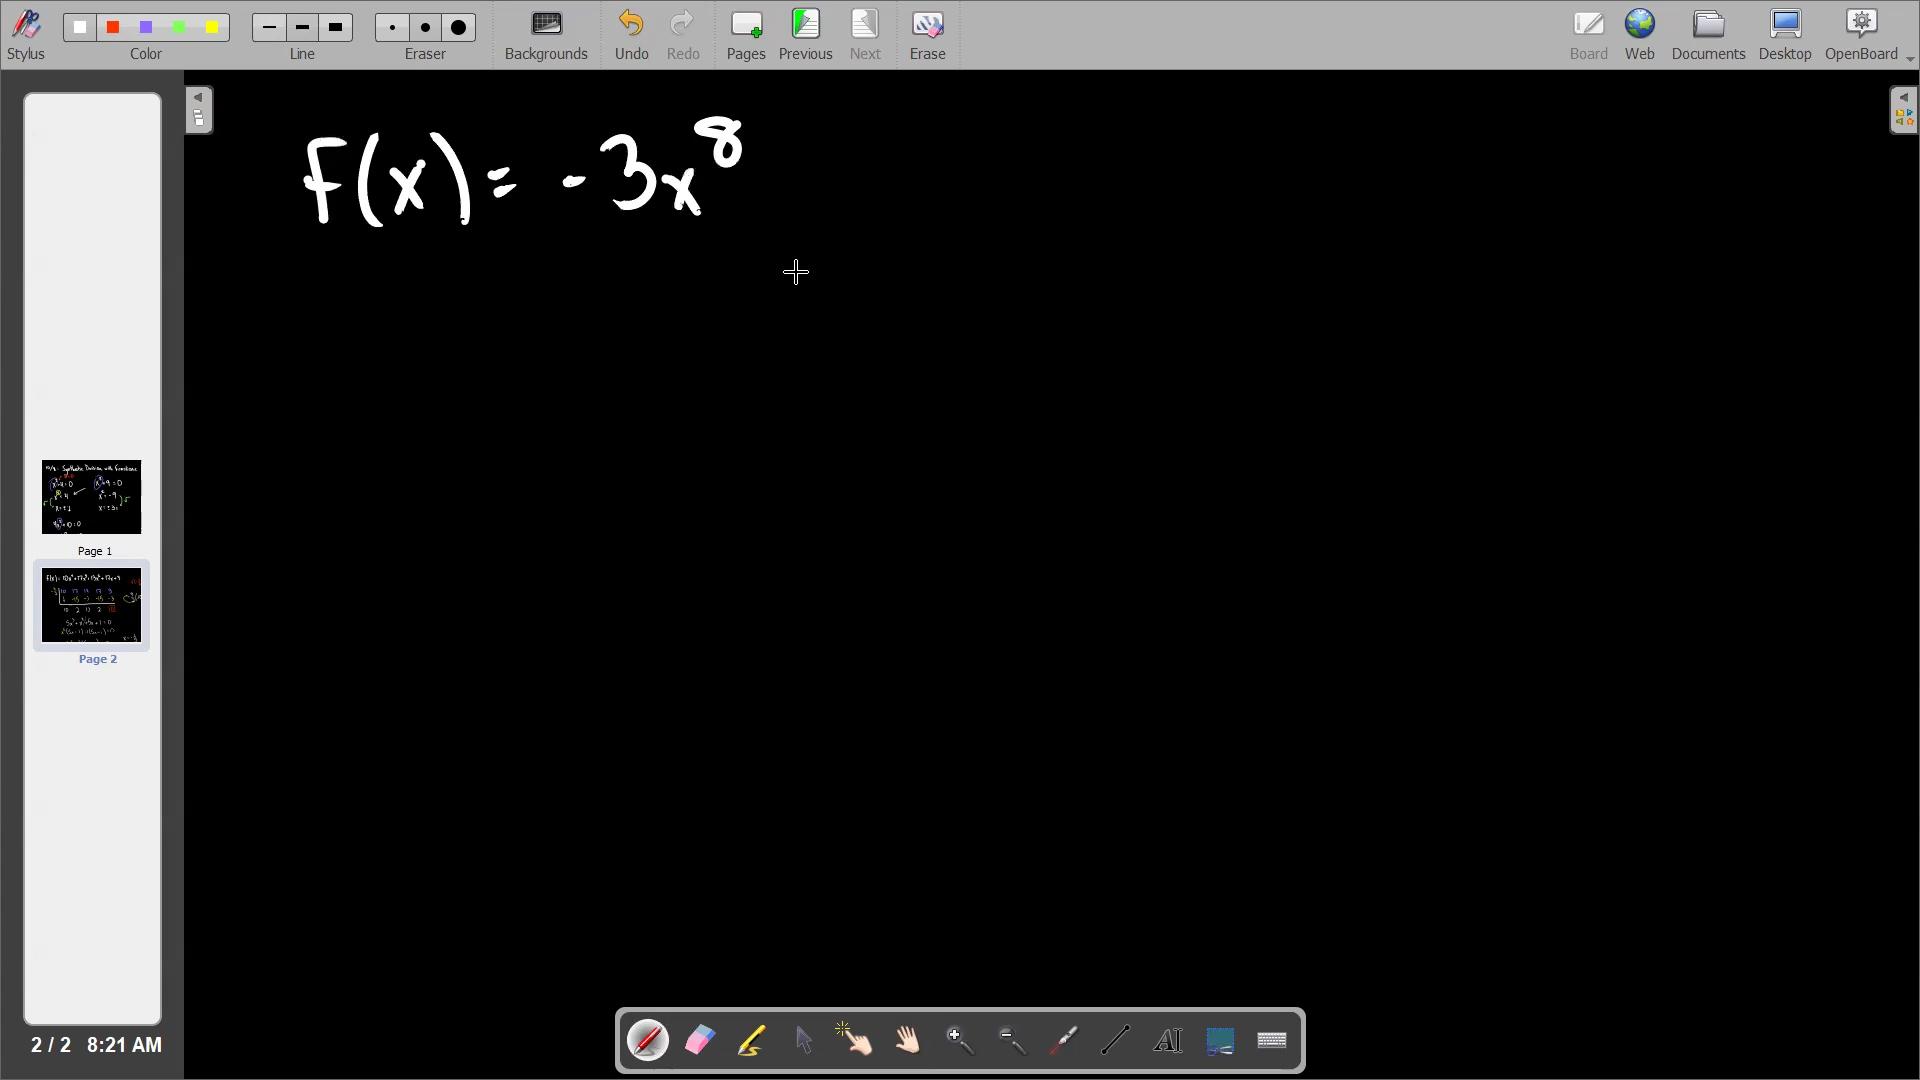 Stylus Color Line Eraser Backgrounds Undo Redo Pages Previous Next Erase Board Web Documents Desktop OpenBoard
f(x) = -3x⁸
Page 1
Page 2
2 / 2 8:21 AM